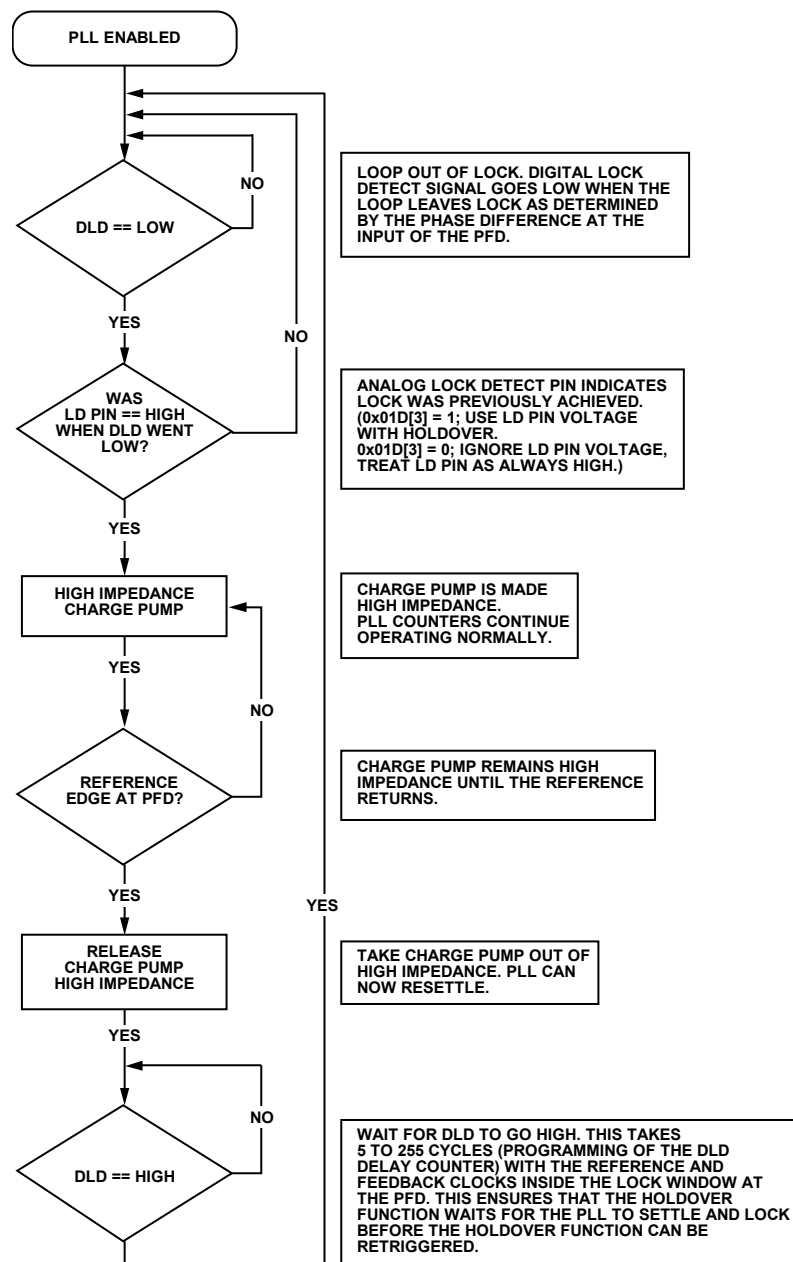 PLL ENABLED
NO
LOOP OUT OF LOCK. DIGITAL LOCK
DETECT SIGNAL GOES LOW WHEN THE
LOOP LEAVES LOCK AS DETERMINED
BY THE PHASE DIFFERENCE AT THE
INPUT OF THE PFD.
DLD == LOW
YES
NO
WAS
LD PIN == HIGH
WHEN DLD WENT
LOW?
ANALOG LOCK DETECT PIN INDICATES
LOCK WAS PREVIOUSLY ACHIEVED.
(0x01D[3] = 1; USE LD PIN VOLTAGE
WITH HOLDOVER.
0x01D[3] = 0; IGNORE LD PIN VOLTAGE,
TREAT LD PIN AS ALWAYS HIGH.)
YES
HIGH IMPEDANCE
CHARGE PUMP
CHARGE PUMP IS MADE
HIGH IMPEDANCE.
PLL COUNTERS CONTINUE
OPERATING NORMALLY.
YES
NO
REFERENCE
EDGE AT PFD?
CHARGE PUMP REMAINS HIGH
IMPEDANCE UNTIL THE REFERENCE
RETURNS.
YES
YES
RELEASE
CHARGE PUMP
HIGH IMPEDANCE
TAKE CHARGE PUMP OUT OF
HIGH IMPEDANCE. PLL CAN
NOW RESETTLE.
YES
NO
DLD == HIGH
WAIT FOR DLD TO GO HIGH. THIS TAKES
5 TO 255 CYCLES (PROGRAMMING OF THE DLD
DELAY COUNTER) WITH THE REFERENCE AND
FEEDBACK CLOCKS INSIDE THE LOCK WINDOW AT
THE PFD. THIS ENSURES THAT THE HOLDOVER
FUNCTION WAITS FOR THE PLL TO SETTLE AND LOCK
BEFORE THE HOLDOVER FUNCTION CAN BE
RETRIGGERED.